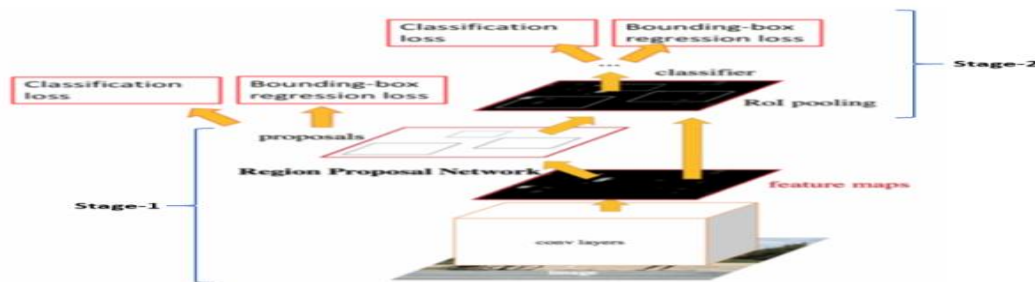 Classification
loss
Bounding-box
regression loss
Stage-2
classifier
Classification
loss
Bounding-box
regression loss
RoI pooling
proposals
Region Proposal Network
feature maps
Stage-1
conv layers
image